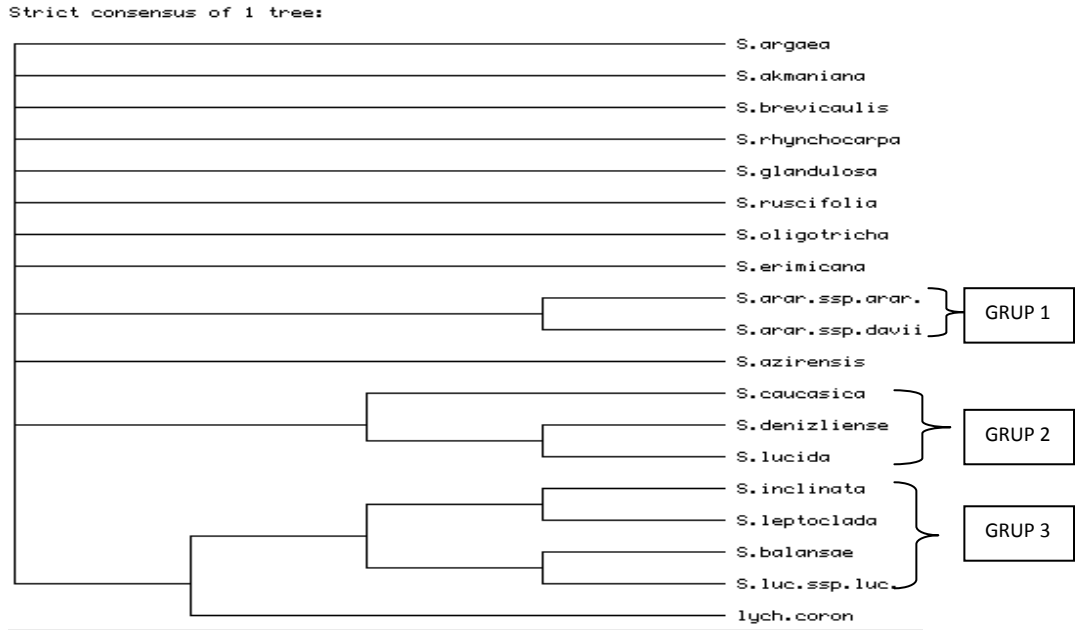 Strict consensus of 1 tree:
S.argaea
S.akmaniana
S.brevicaulis
S.rhynchocarpa
S.glandulosa
S.ruscifolia
S.oligotricha
S.erimicana
S.arar.ssp.arar.
GRUP 1
S.arar.ssp.davii
S.azirensis
S.caucasica
S.denizliense
GRUP 2
S.lucida
S.inclinata
S.leptoclada
GRUP 3
S.balansae
S.luc.ssp.luc.
lych.coron